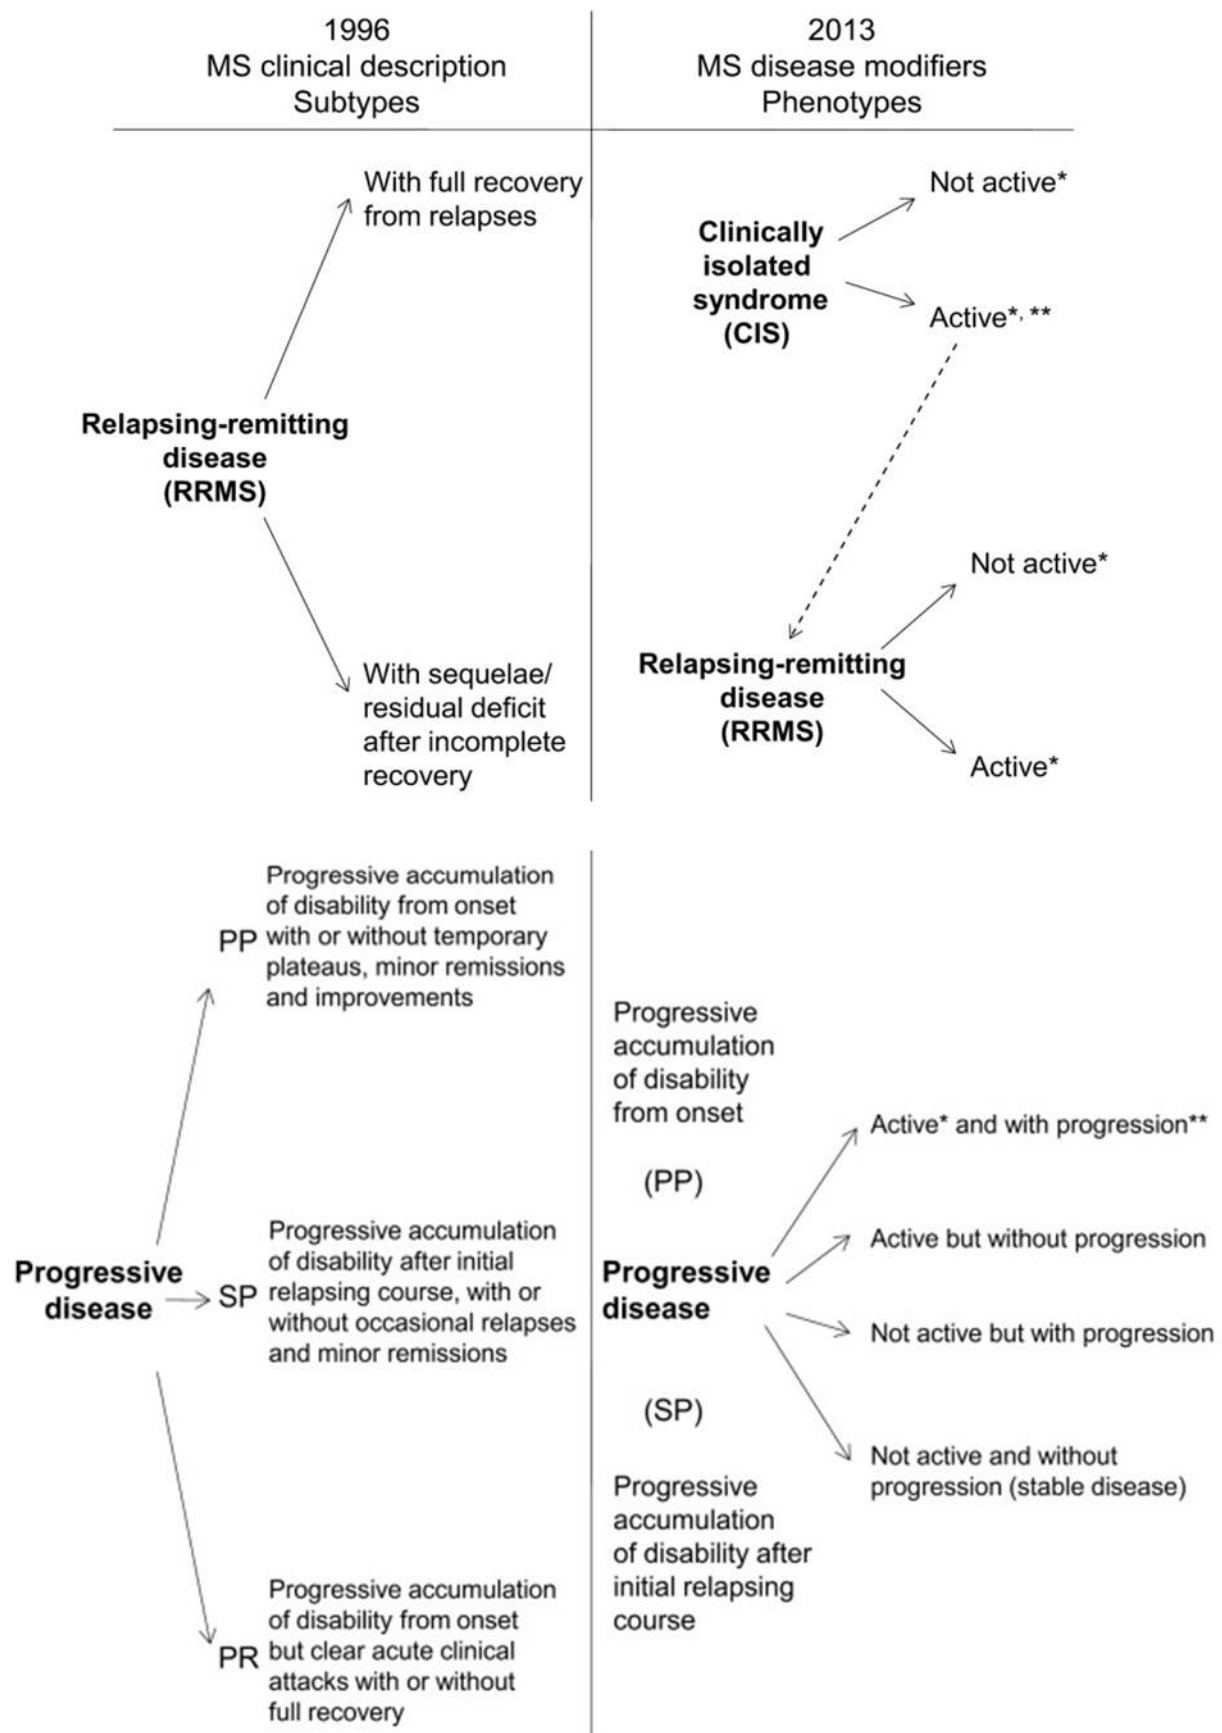 1996
MS clinical description
Subtypes
2013
MS disease modifiers
Phenotypes
With full recovery
from relapses
Relapsing-remitting
disease
(RRMS)
With sequelae/
residual deficit
after incomplete
recovery
Not active*
Clinically
isolated
syndrome
(CIS)
Active*, **
Not active*
Relapsing-remitting
disease
(RRMS)
Active*
Progressive accumulation
of disability from onset
PP with or without temporary
plateaus, minor remissions
and improvements
Progressive
disease
Progressive accumulation
of disability after initial
SP relapsing course, with or
without occasional relapses
and minor remissions
Progressive accumulation
of disability from onset
PR but clear acute clinical
attacks with or without
full recovery
Progressive
accumulation
of disability
from onset
(PP)
Progressive
disease
(SP)
Progressive
accumulation
of disability after
initial relapsing
course
Active* and with progression**
Active but without progression
Not active but with progression
Not active and without
progression (stable disease)